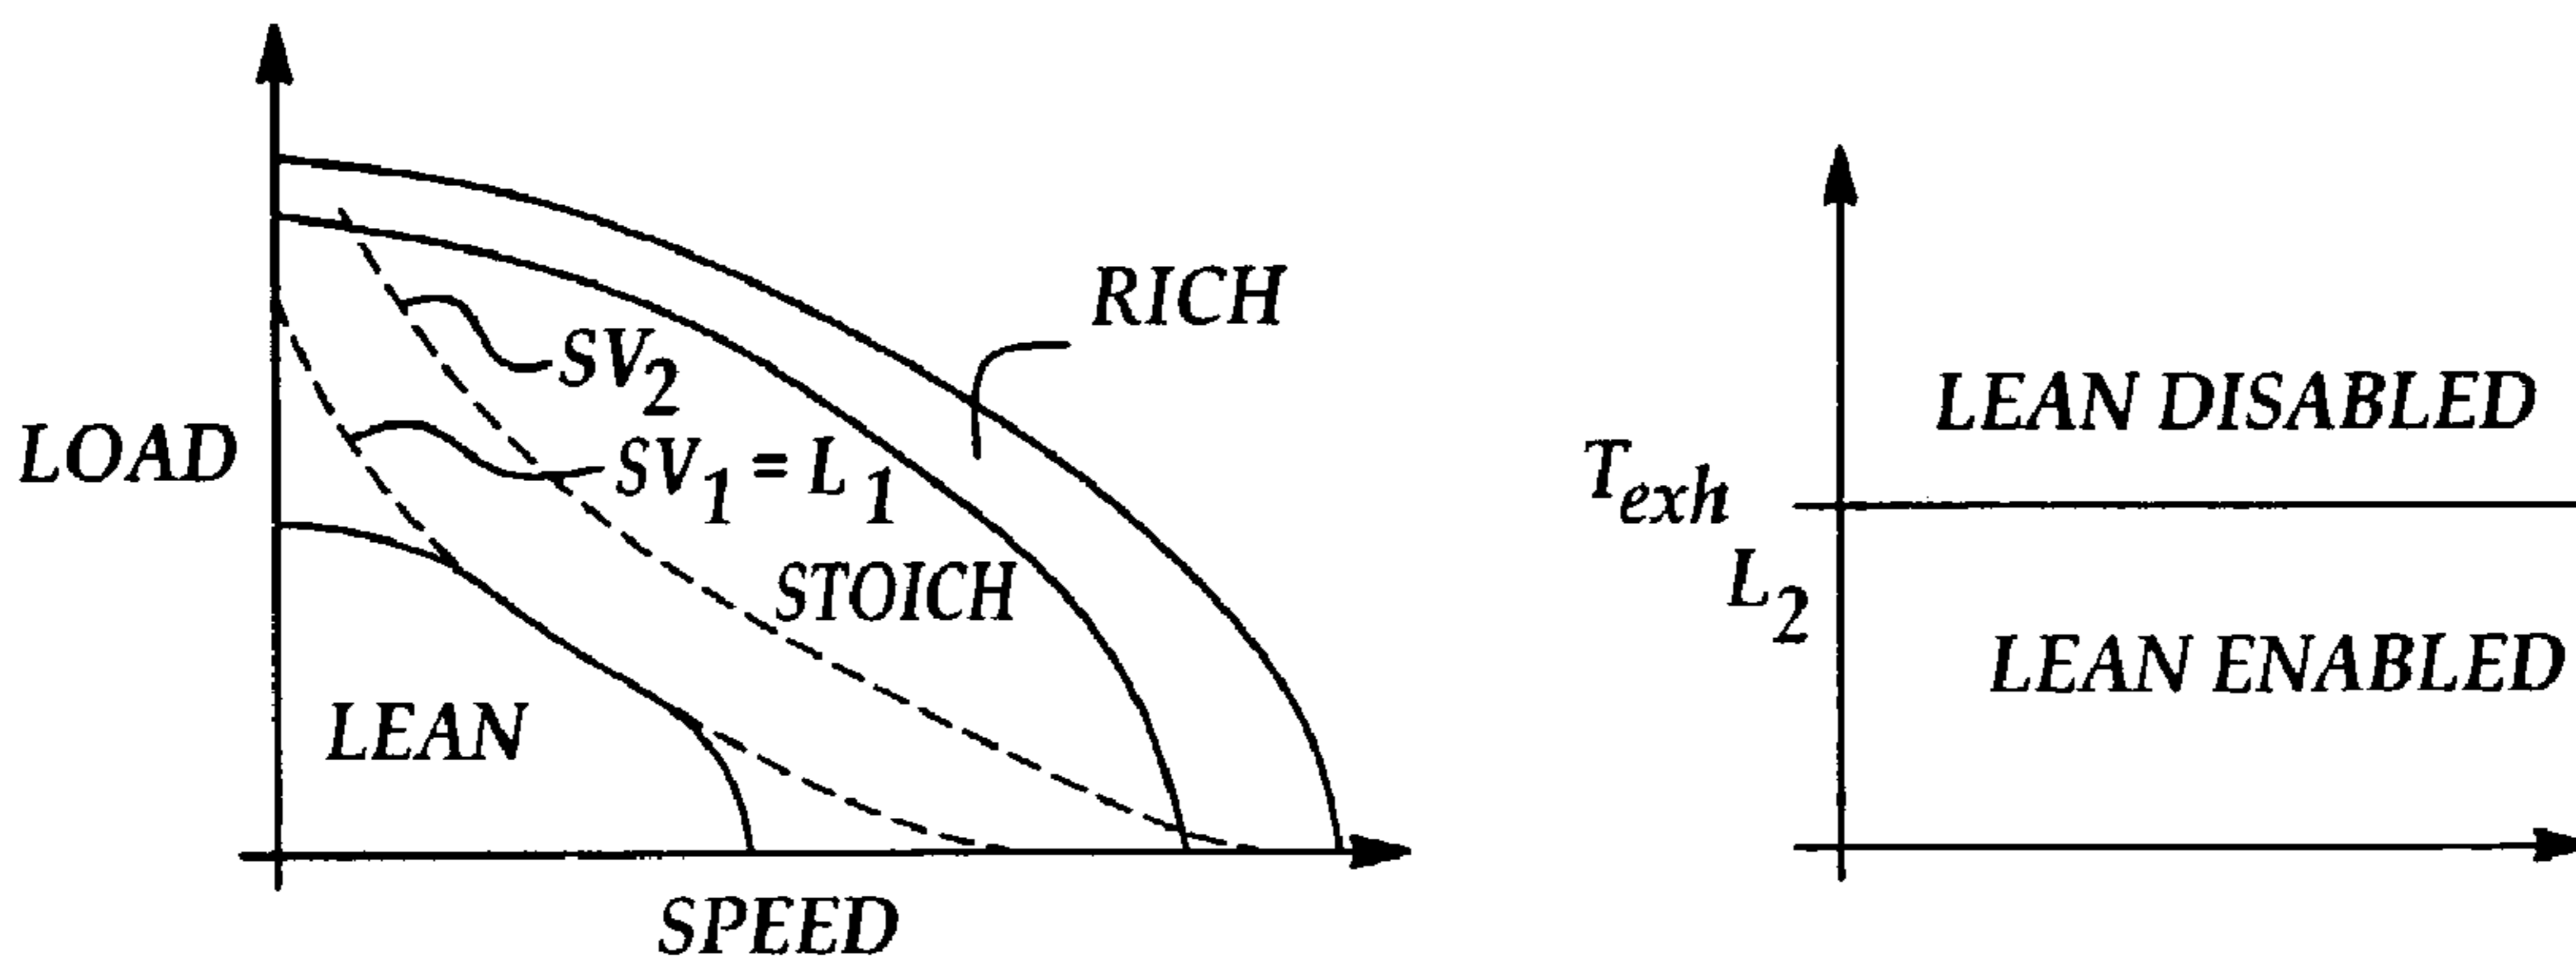 RICH
SV2
LOAD
SV1 = L1
STOICH
LEAN
SPEED
LEAN DISABLED
Texh
L2
LEAN ENABLED